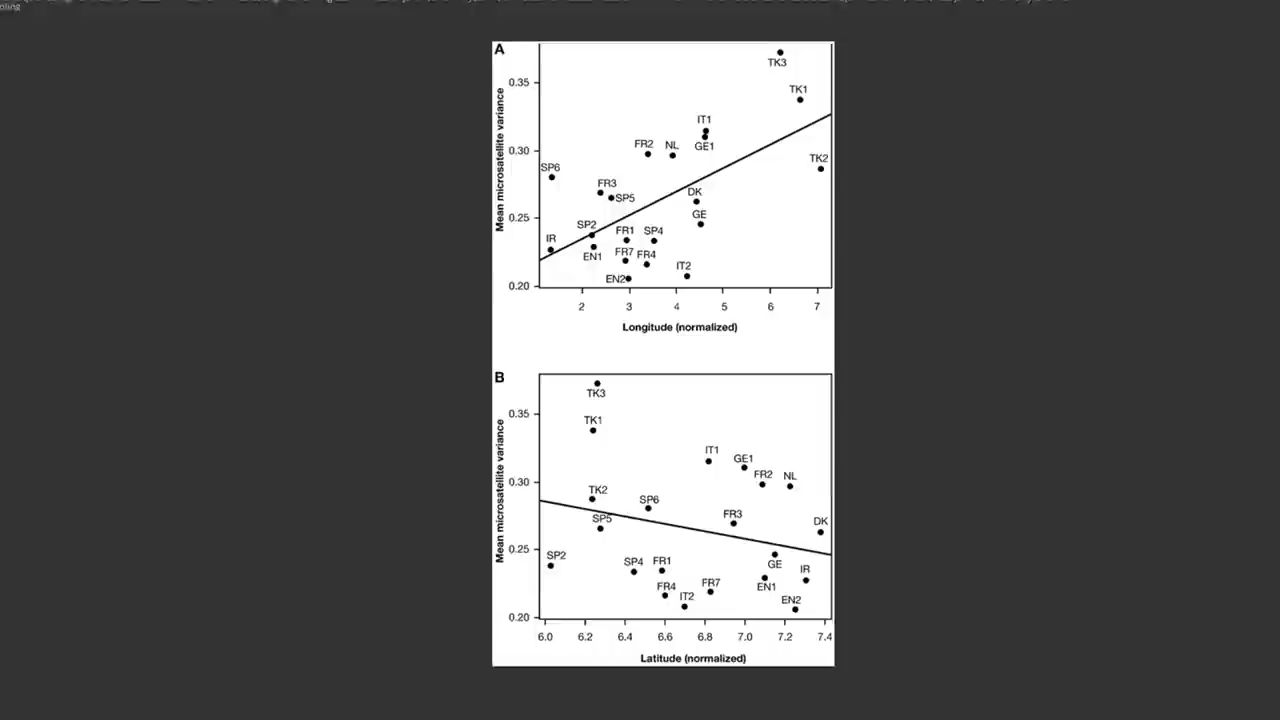 A
TK3
0.35
TK1
IT1
FR2 NL GE1
0.30
TK2
SP6
FR3
DK
SP5
0.25
GE
SP2
FR1 SP4
IR
EN1
FR7 FR4
IT2
EN2
0.20
2 3 4 5 6 7
Mean microsatellite variance
Longitude (normalized)
B
TK3
0.35
TK1
IT1
GE1
FR2 NL
0.30
TK2
SP6
FR3
SP5
DK
0.25
SP2
SP4 FR1
GE
IR
FR4
FR7
EN1
IT2
EN2
0.20
6.0 6.2 6.4 6.6 6.8 7.0 7.2 7.4
Mean microsatellite variance
Latitude (normalized)